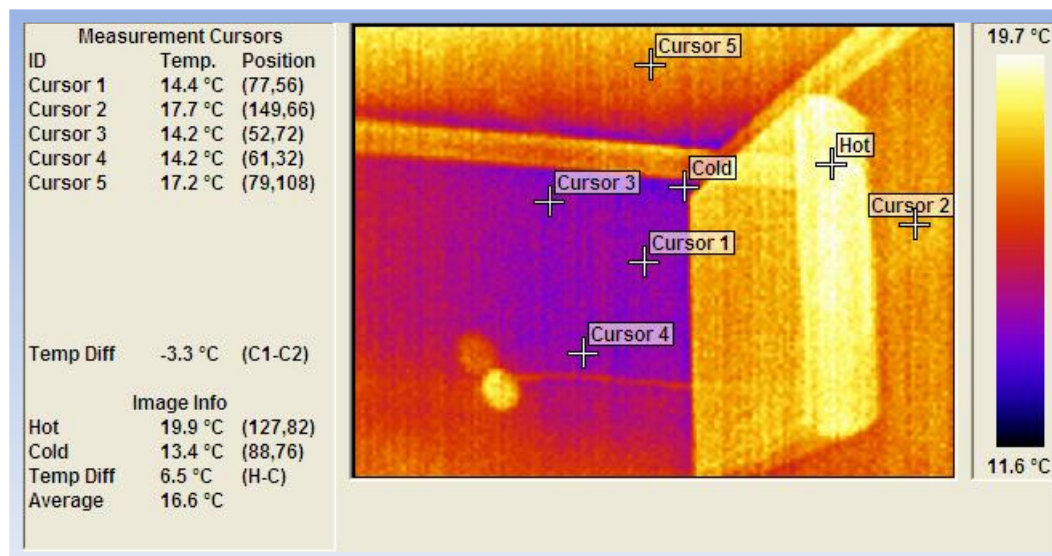 Measurement Cursors
ID Temp. Position
Cursor 1 14.4 °C (77,56)
Cursor 2 17.7 °C (149,66)
Cursor 3 14.2 °C (52,72)
Cursor 4 14.2 °C (61,32)
Cursor 5 17.2 °C (79,108)
Temp Diff -3.3 °C (C1-C2)
Image Info
Hot 19.9 °C (127,82)
Cold 13.4 °C (88,76)
Temp Diff 6.5 °C (H-C)
Average 16.6 °C
Cursor 5
Hot
Cold
Cursor 3
Cursor 2
Cursor 1
Cursor 4
19.7 °C
11.6 °C